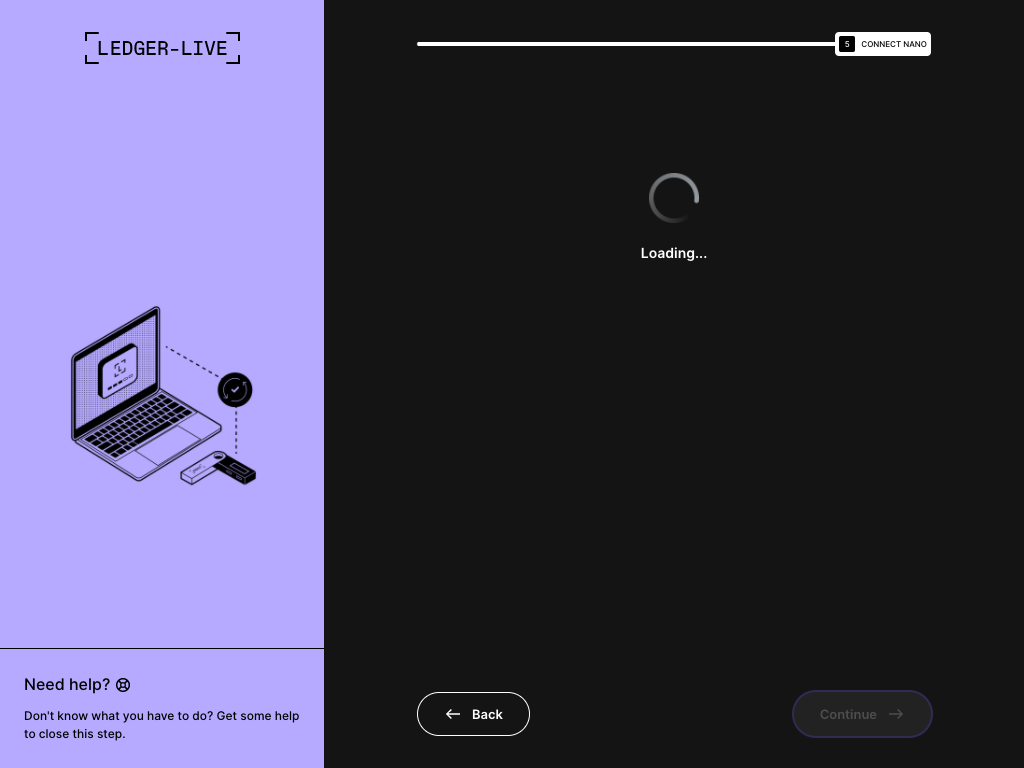 LEDGER-LIVE
5 CONNECT NANO
Loading...
Need help?
Don't know what you have to do? Get some help
to close this step.
Back
Continue